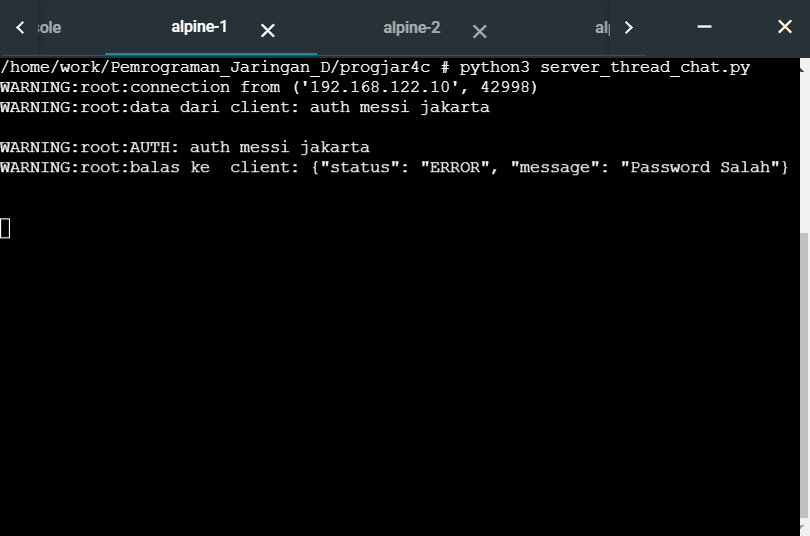 sole alpine-1 alpine-2 alp
/home/work/Pemrograman_Jaringan_D/progjar4c # python3 server_thread_chat.py
WARNING:root:connection from ('192.168.122.10', 42998)
WARNING:root:data dari client: auth messi jakarta
WARNING:root:AUTH: auth messi jakarta
WARNING:root:balas ke  client: {"status": "ERROR", "message": "Password Salah"}